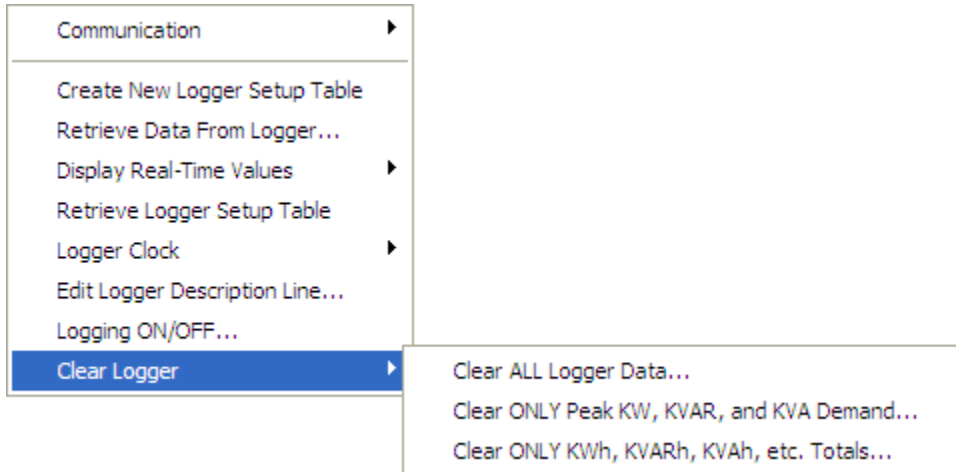 Communication
Create New Logger Setup Table
Retrieve Data From Logger...
Display Real-Time Values
Retrieve Logger Setup Table
Logger Clock
Edit Logger Description Line...
Logging ON/OFF...
Clear Logger
Clear ALL Logger Data...
Clear ONLY Peak KW, KVAR, and KVA Demand...
Clear ONLY KWh, KVARh, KVAh, etc. Totals...